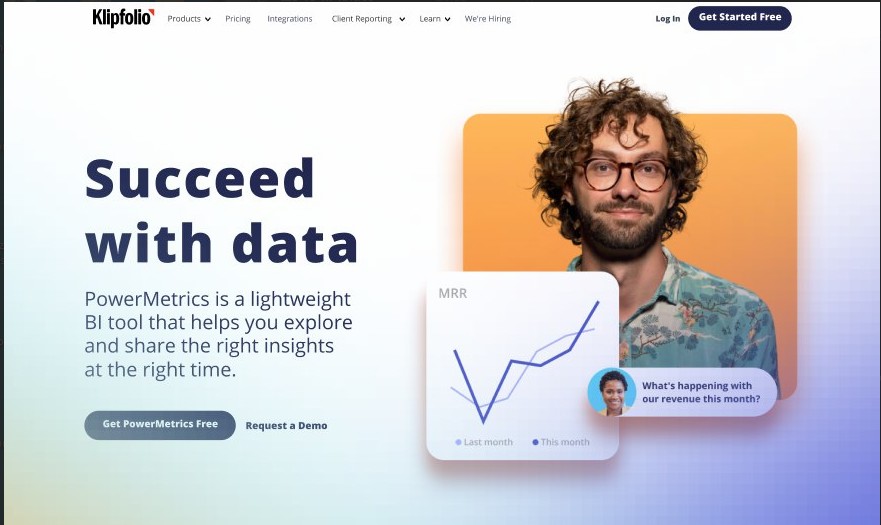 Klipfolio
Products
Pricing
Integrations
Client Reporting
Learn
We're Hiring
Log In
Get Started Free
Succeed
with data
PowerMetrics is a lightweight
BI tool that helps you explore
and share the right insights
at the right time.
Get PowerMetrics Free
Request a Demo
MRR
What's happening with
our revenue this month?
Last month
This month